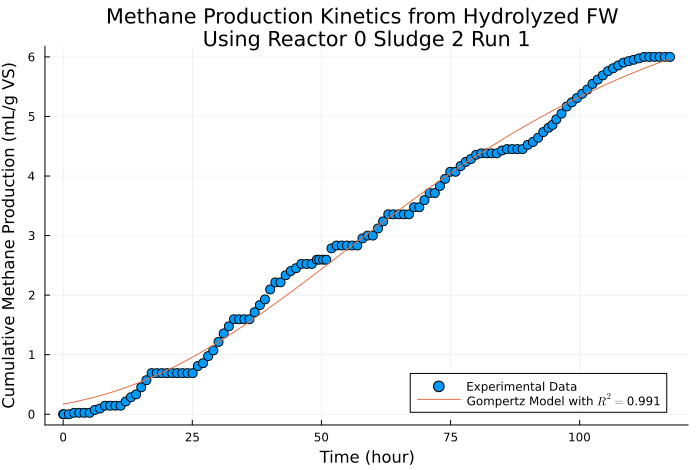 Methane Production Kinetics from Hydrolyzed FW
Using Reactor 0 Sludge 2 Run 1
Cumulative Methane Production (mL/g VS)
6
5
4
3
2
1
0
Experimental Data
Gompertz Model with R² = 0.991
0 25 50 75 100
Time (hour)